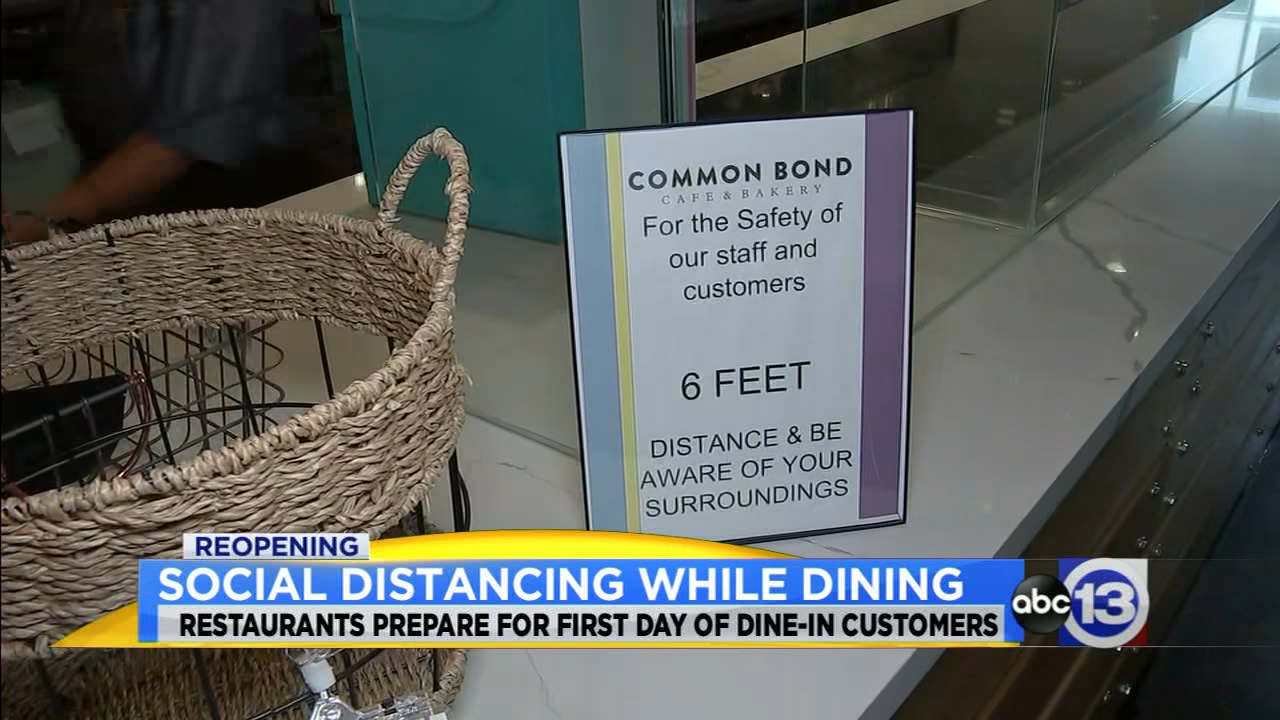 COMMON BOND
CAFE & BAKERY
For the Safety of
our staff and
customers
6 FEET
DISTANCE & BE
AWARE OF YOUR
SURROUNDINGS
REOPENING
SOCIAL DISTANCING WHILE DINING
RESTAURANTS PREPARE FOR FIRST DAY OF DINE-IN CUSTOMERS
abc 13